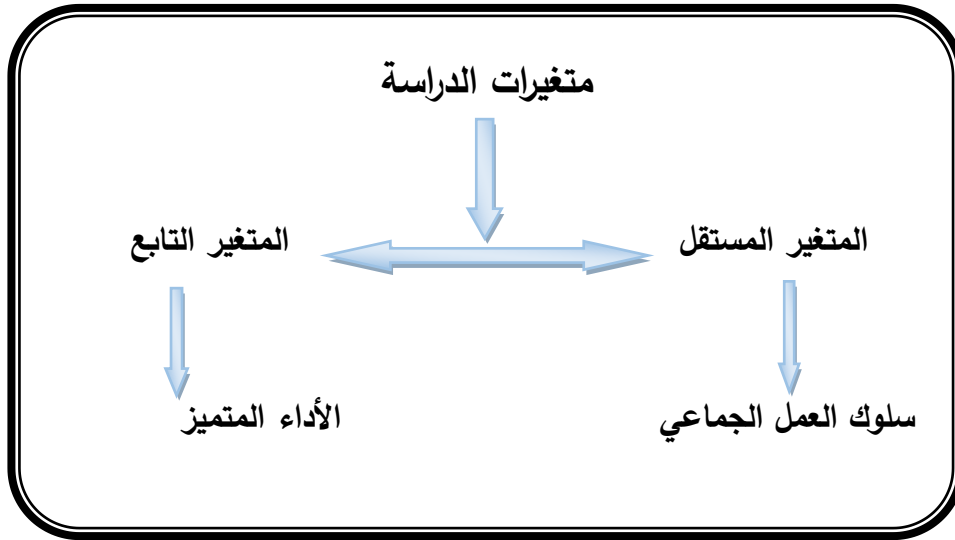 متغيرات الدراسة
المتغير المستقل
المتغير التابع
سلوك العمل الجماعي
الأداء المتميز